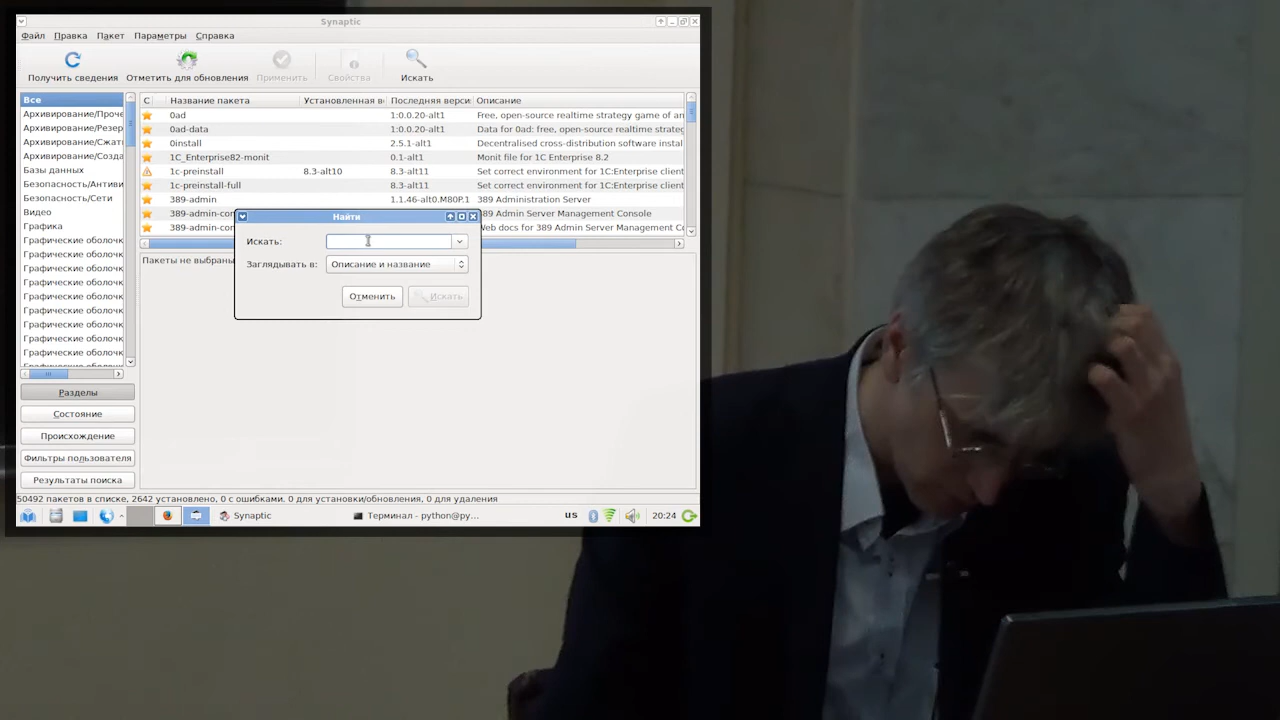 Synaptic
Файл Правка Пакет Параметры Справка
Получить сведения Отметить для обновления Применить Свойства Искать
Все
Архивирование/Проче
Архивирование/Резер
Архивирование/Сжат
Архивирование/Созда
Базы данных
Безопасность/Антиви
Безопасность/Сети
Видео
Графика
Графические оболочк
Графические оболочк
Графические оболочк
Графические оболочк
Графические оболочк
Графические оболочк
Графические оболочк
Графические оболочк
Графические оболочк
С Название пакета Установленная в Последняя верси Описание
0ad 1:0.0.20-alt1 Free, open-source realtime strategy game of an
0ad-data 1:0.0.20-alt1 Data for 0ad: free, open-source realtime strateg
0install 2.5.1-alt1 Decentralised cross-distribution software instal
1C_Enterprise82-monit 0.1-alt1 Monit file for 1C Enterprise 8.2
1c-preinstall 8.3-alt10 8.3-alt11 Set correct environment for 1C:Enterprise client
1c-preinstall-full 8.3-alt11 Set correct environment for 1C:Enterprise client
389-admin 1.1.46-alt0.M80P.1 389 Administration Server
389-admin-con 389 Admin Server Management Console
389-admin-con Web docs for 389 Admin Server Management Co
Пакеты не выбраны
Найти
Искать:
Заглядывать в: Описание и название
Отменить Искать
Разделы
Состояние
Происхождение
Фильтры пользователя
Результаты поиска
50492 пакетов в списке, 2642 установлено, 0 с ошибками. 0 для установки/обновления, 0 для удаления
Synaptic Терминал - python@py... us 20:24